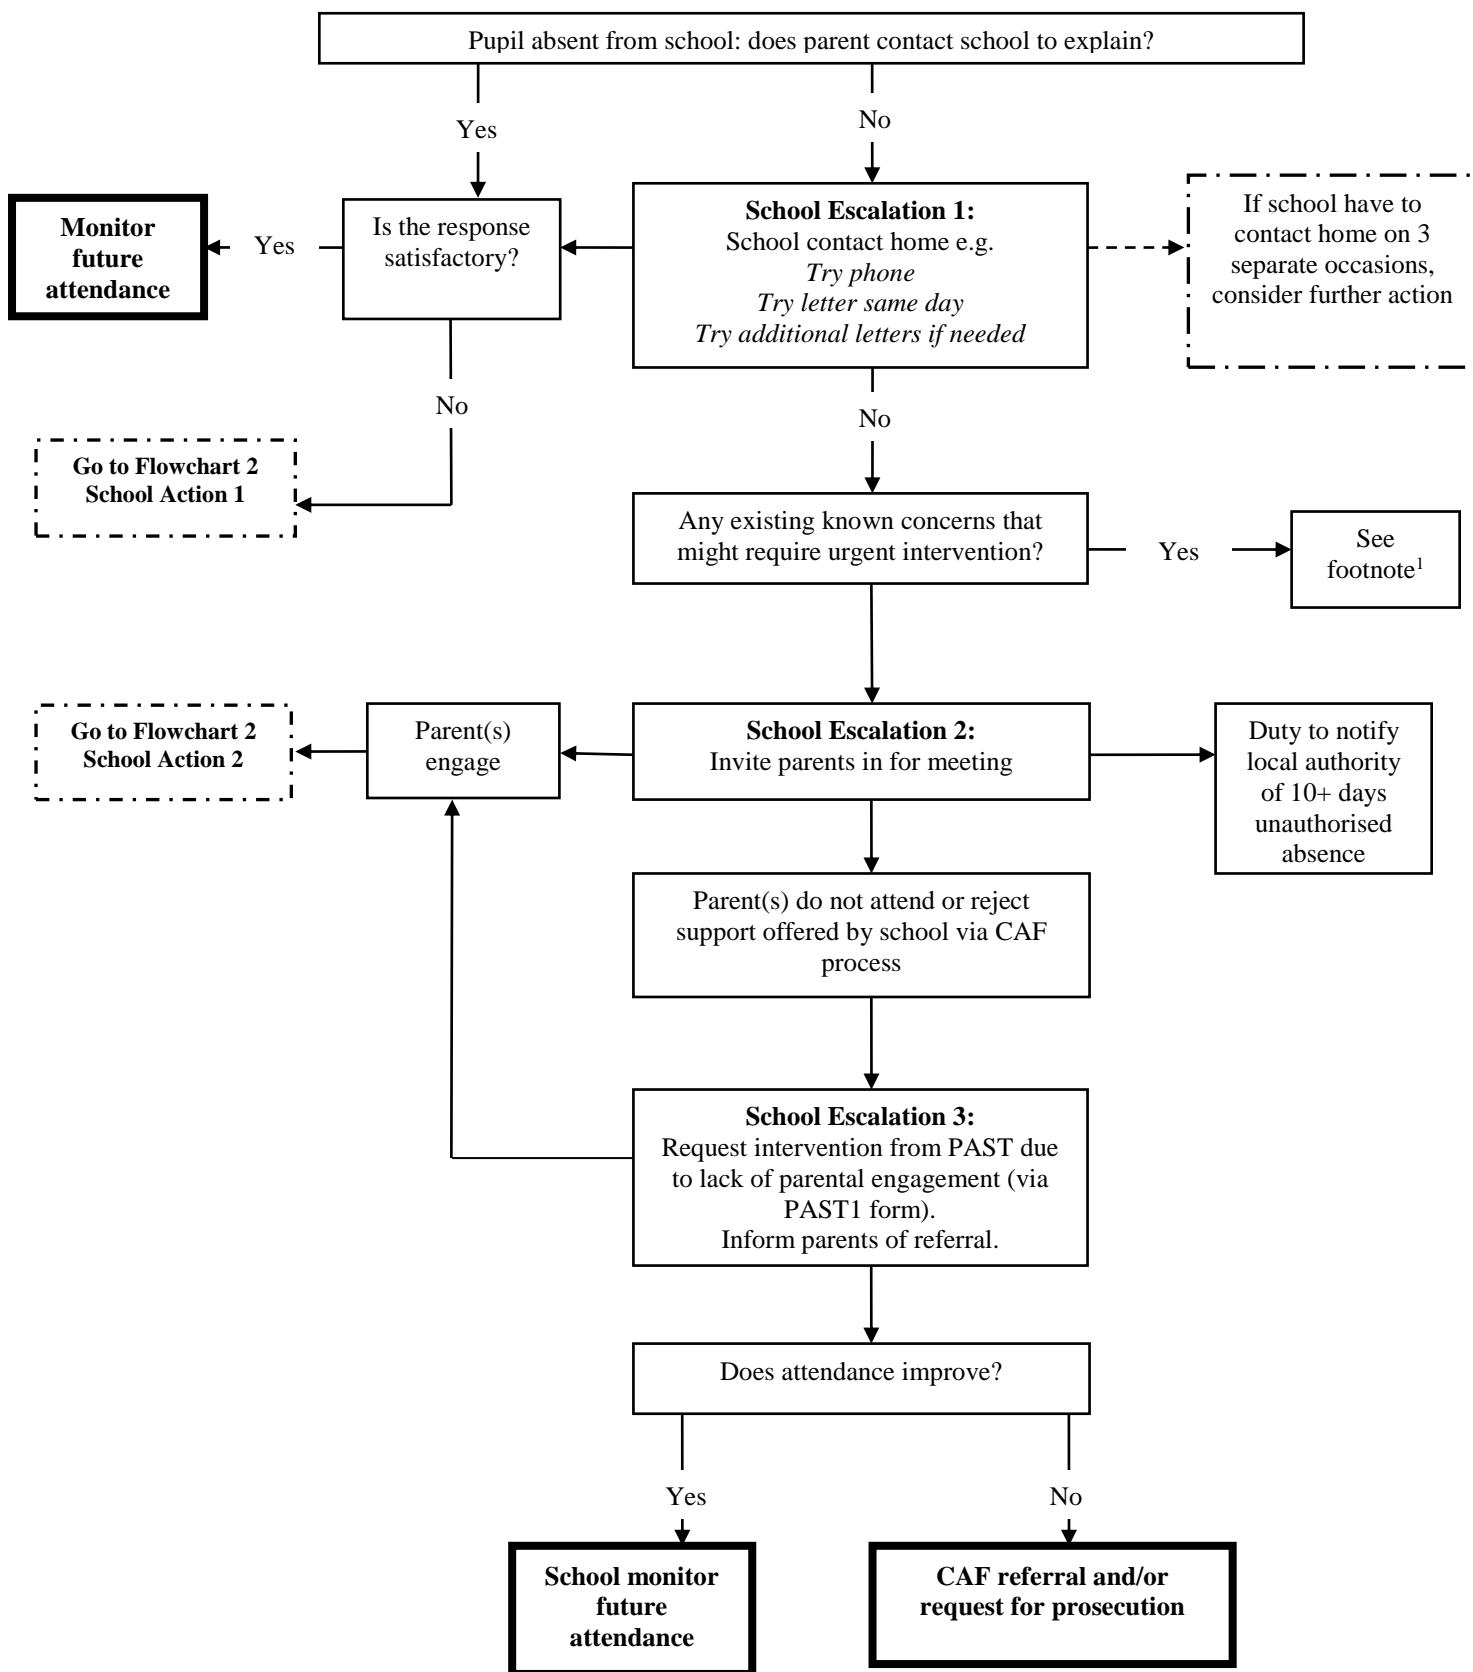 Pupil absent from school: does parent contact school to explain?
Yes
No
Monitor
future
attendance
Yes
Is the response
satisfactory?
School Escalation 1:
School contact home e.g.
Try phone
Try letter same day
Try additional letters if needed
If school have to
contact home on 3
separate occasions,
consider further action
No
No
Go to Flowchart 2
School Action 1
Any existing known concerns that
might require urgent intervention?
Yes
See
footnote¹
Go to Flowchart 2
School Action 2
Parent(s)
engage
School Escalation 2:
Invite parents in for meeting
Duty to notify
local authority
of 10+ days
unauthorised
absence
Parent(s) do not attend or reject
support offered by school via CAF
process
School Escalation 3:
Request intervention from PAST due
to lack of parental engagement (via
PAST1 form).
Inform parents of referral.
Does attendance improve?
Yes
No
School monitor
future
attendance
CAF referral and/or
request for prosecution